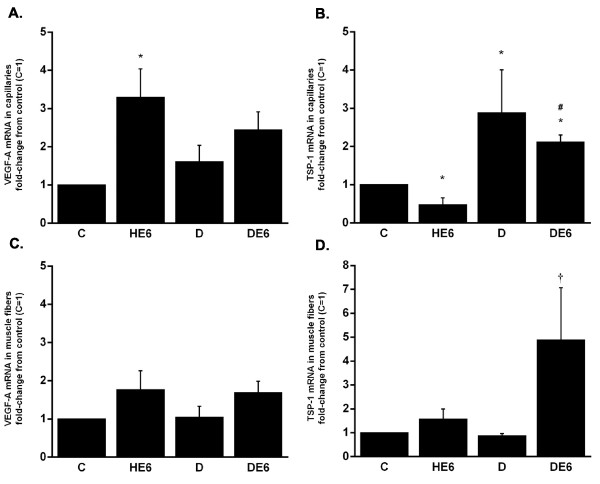 A.
VEGF-A mRNA in capillaries
fold-change from control (C=1)
5
4
3
2
1
0
*
C HE6 D DE6
B.
TSP-1 mRNA in capillaries
fold-change from control (C=1)
5
4
3
2
1
0
*
*
#
*
C HE6 D DE6
C.
VEGF-A mRNA in muscle fibers
fold-change from control (C=1)
5
4
3
2
1
0
C HE6 D DE6
D.
TSP-1 mRNA in muscle fibers
fold-change from control (C=1)
8
7
6
5
4
3
2
1
0
†
C HE6 D DE6